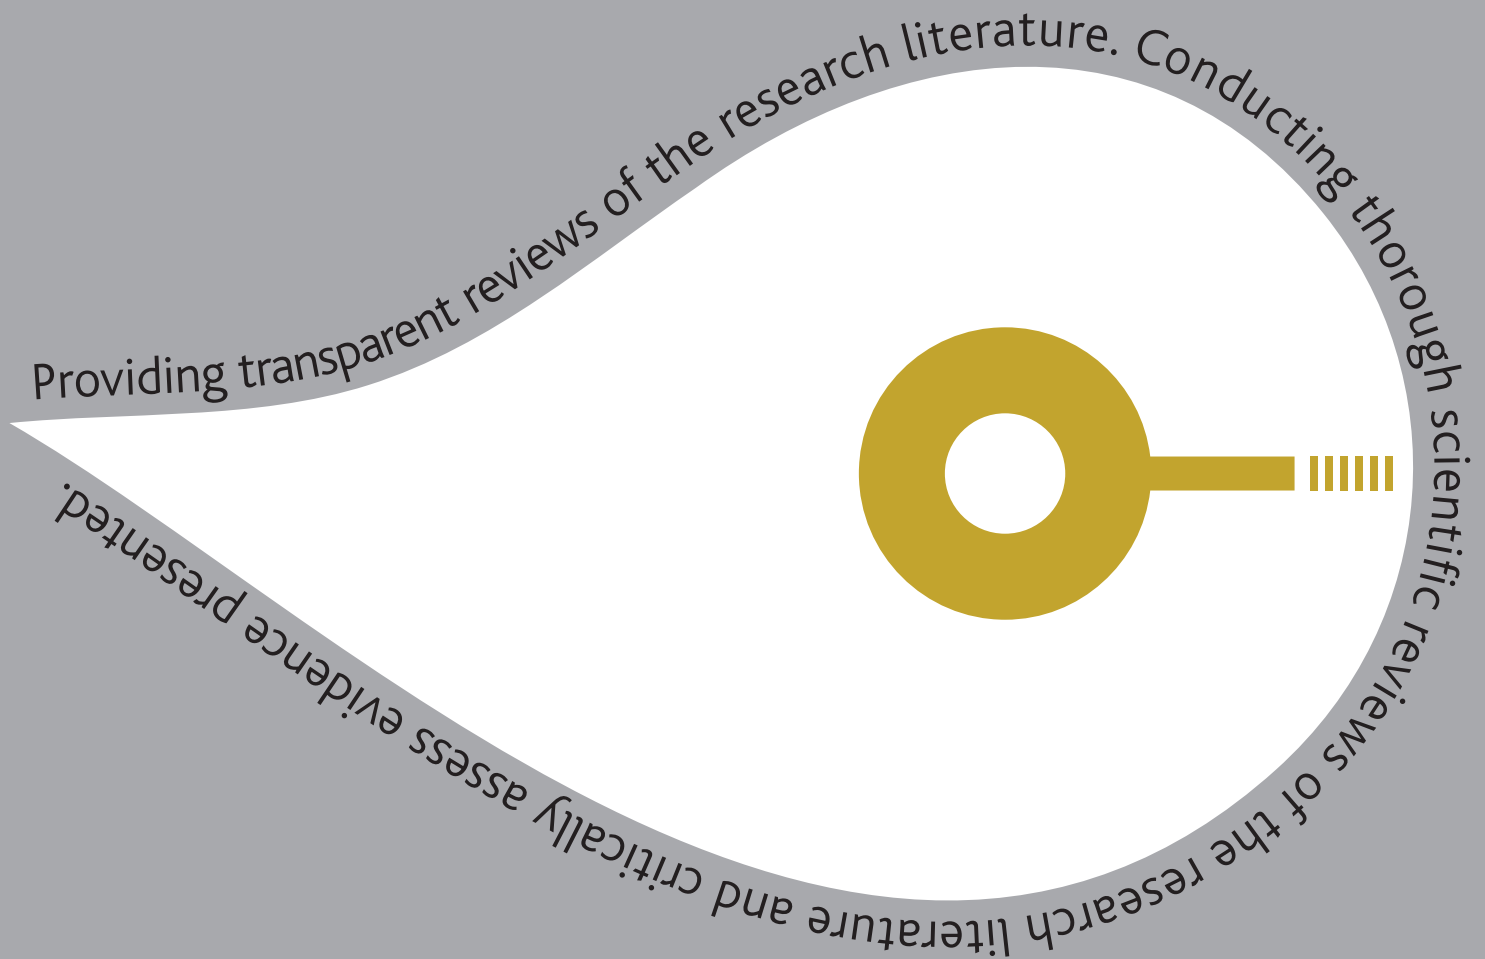 Providing transparent reviews of the research literature. Conducting thorough scientific reviews of the research literature and critically assess evidence presented.